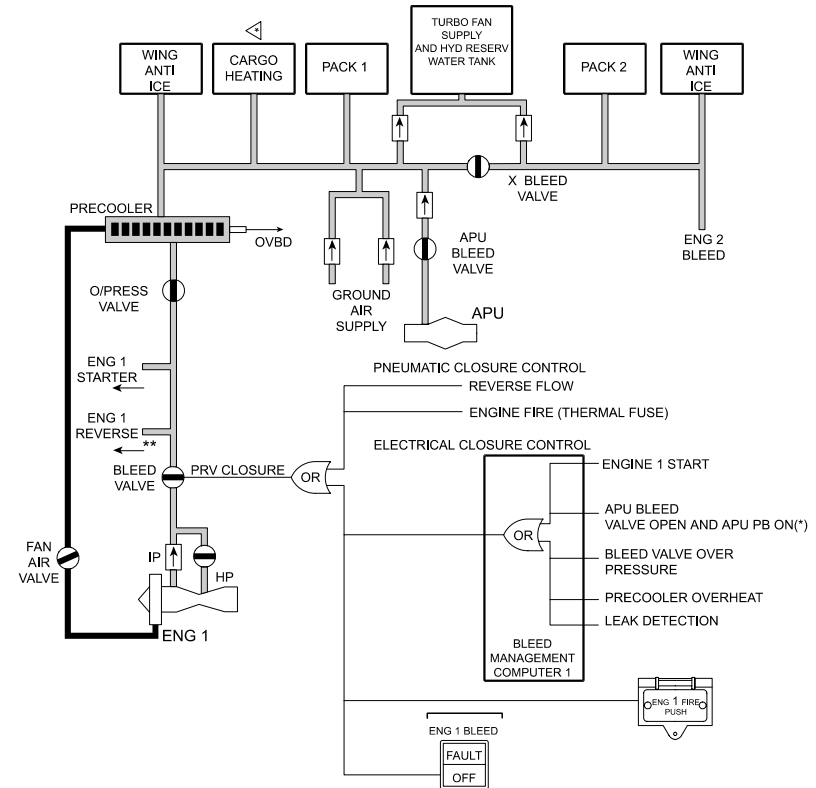 TURBO FAN
SUPPLY
AND HYD RESERV
WATER TANK
*
WING
ANTI
ICE
CARGO
HEATING
PACK 1
PACK 2
WING
ANTI
ICE
X BLEED
VALVE
PRECOOLER
OVBD
APU
BLEED
VALVE
ENG 2
BLEED
O/PRESS
VALVE
GROUND
AIR
SUPPLY
APU
ENG 1
STARTER
PNEUMATIC CLOSURE CONTROL
REVERSE FLOW
ENG 1
REVERSE
**
ENGINE FIRE (THERMAL FUSE)
ELECTRICAL CLOSURE CONTROL
BLEED
VALVE
PRV CLOSURE
OR
ENGINE 1 START
APU BLEED
VALVE OPEN AND APU PB ON(*)
OR
BLEED VALVE OVER
PRESSURE
FAN
AIR
VALVE
IP
HP
PRECOOLER OVERHEAT
LEAK DETECTION
ENG 1
BLEED
MANAGEMENT
COMPUTER 1
ENG 1 FIRE
PUSH
ENG 1 BLEED
FAULT
OFF